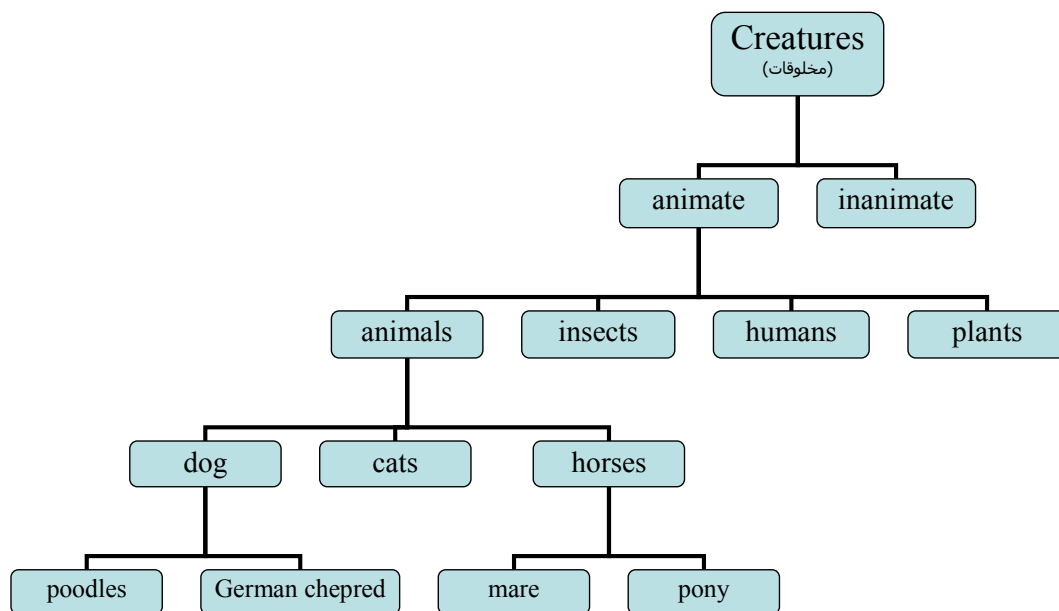 Creatures
(مخلوقات)
animate
inanimate
animals
insects
humans
plants
dog
cats
horses
poodles
German chepred
mare
pony